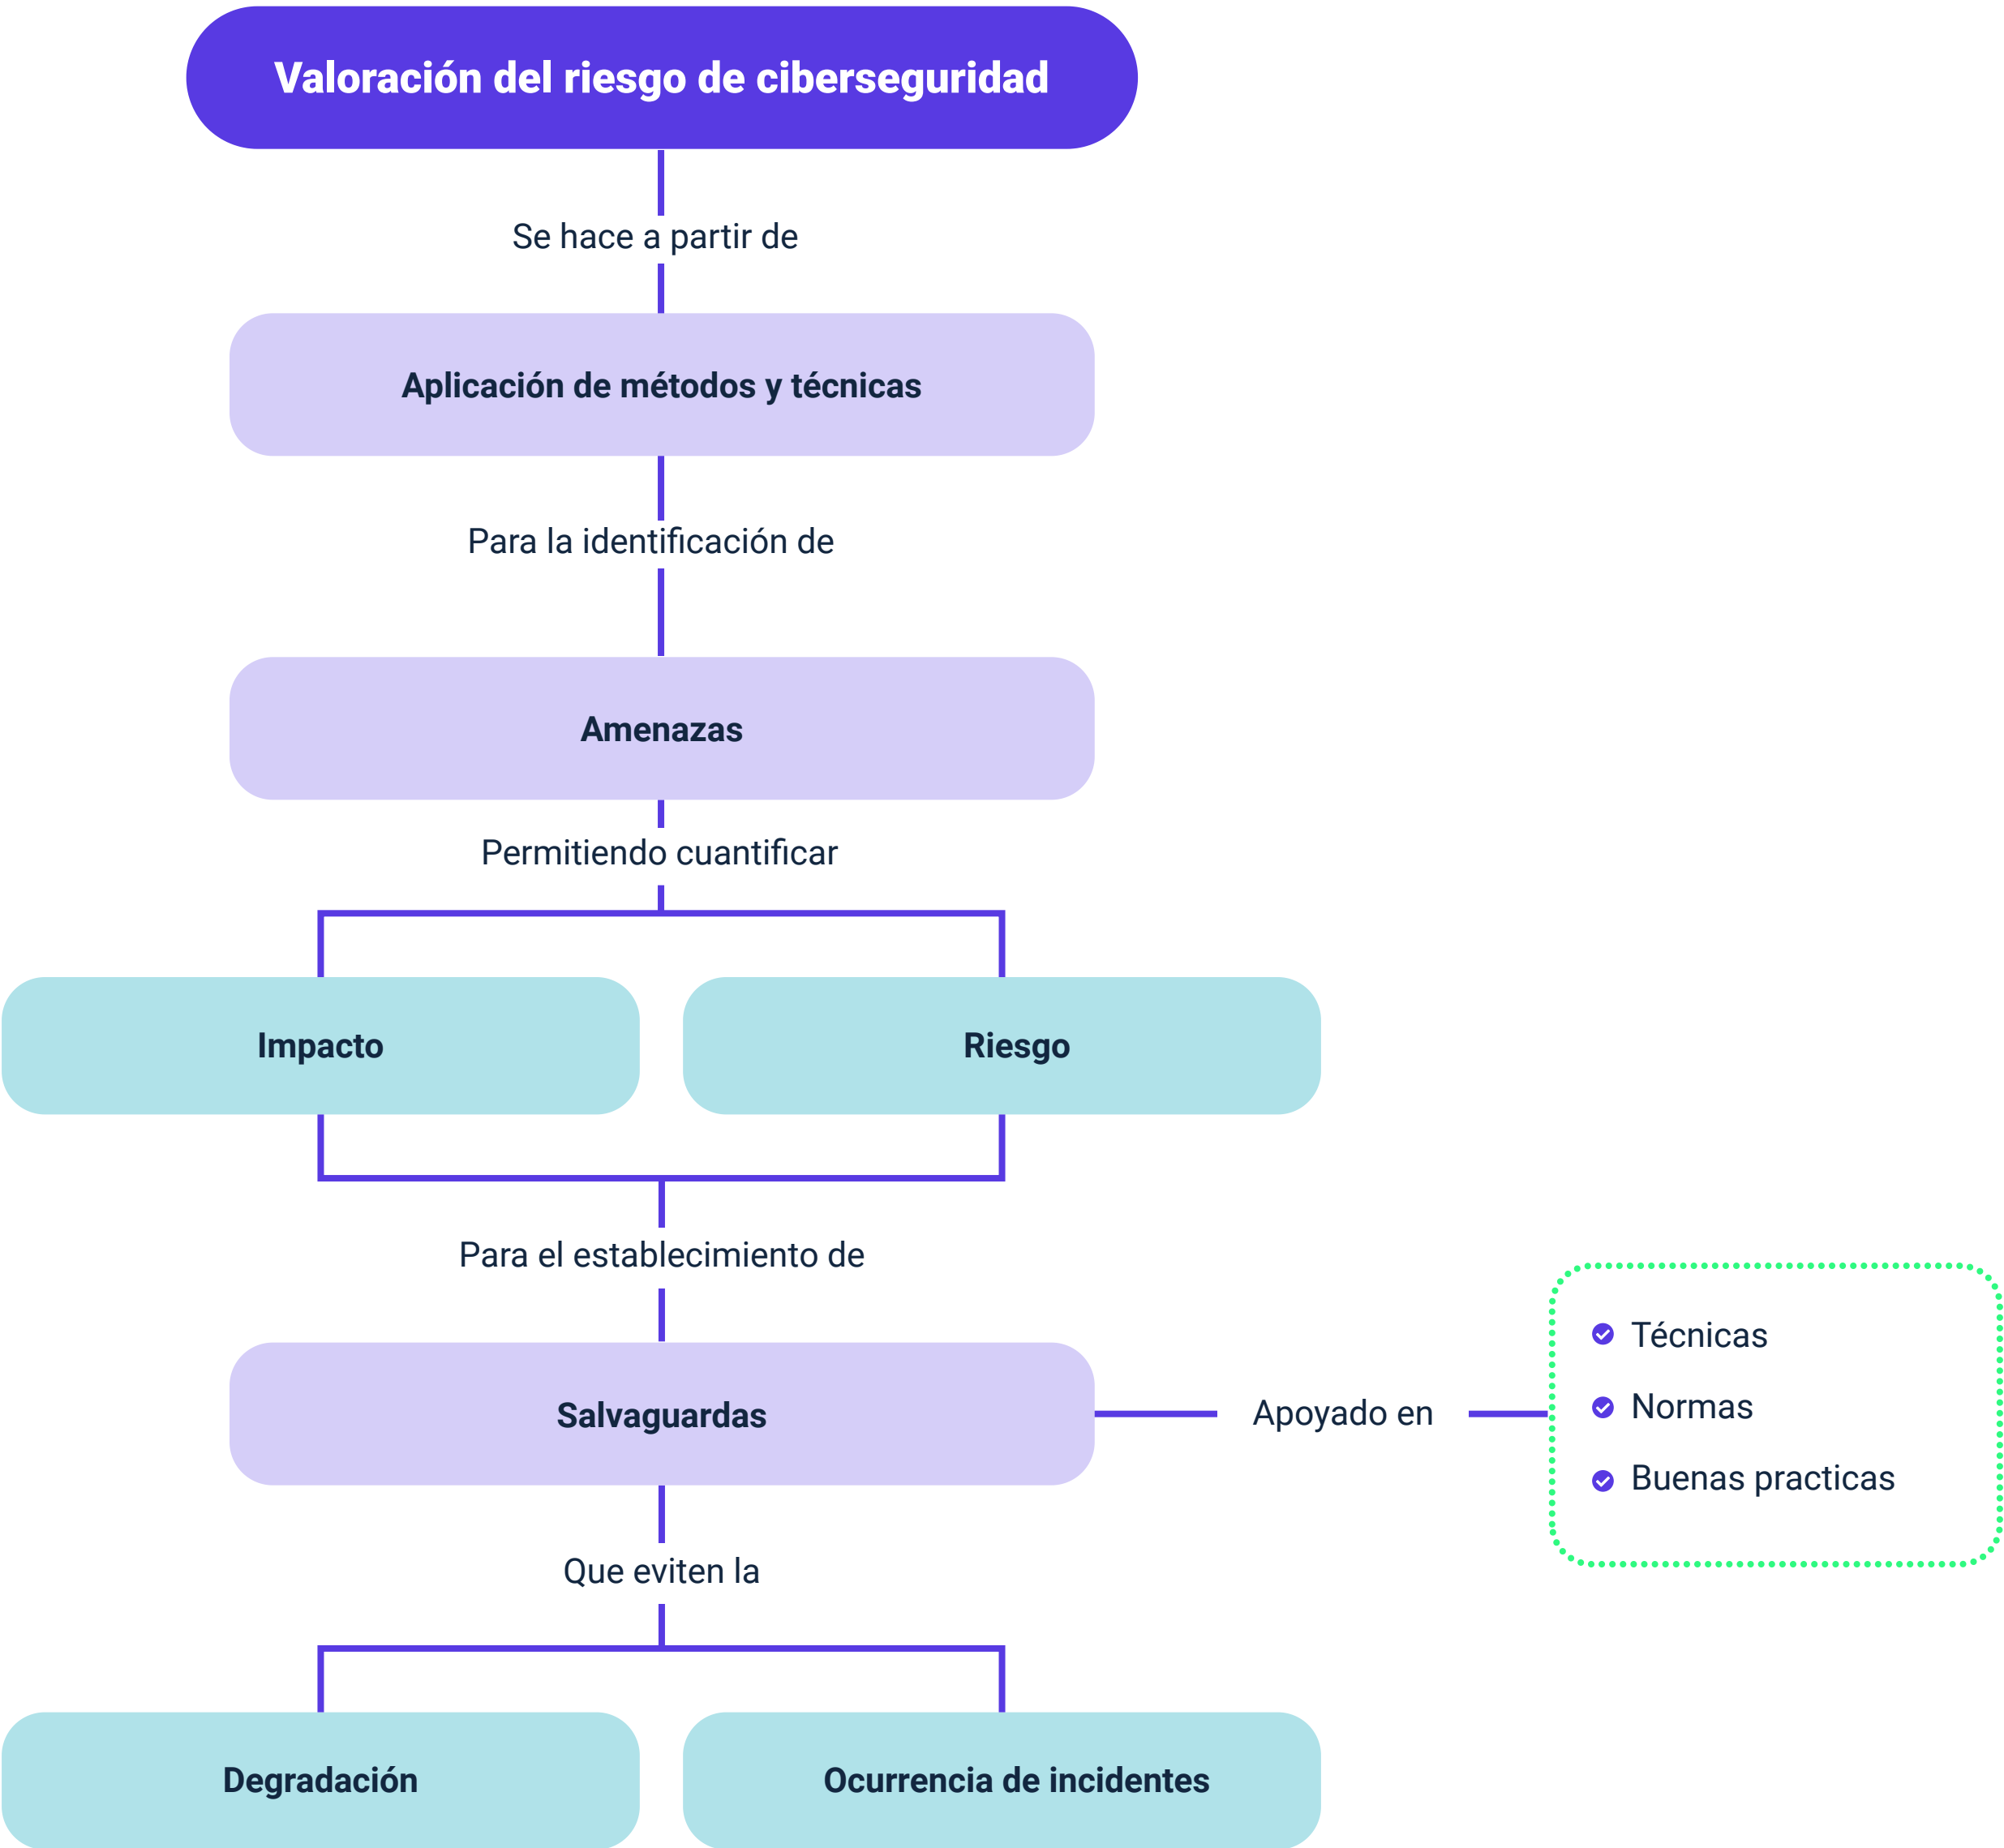 Valoración del riesgo de ciberseguridad
Se hace a partir de
Aplicación de métodos y técnicas
Para la identificación de
Amenazas
Permitiendo cuantificar
Impacto
Riesgo
Para el establecimiento de
Salvaguardas
Apoyado en
Técnicas
Normas
Buenas practicas
Que eviten la
Degradación
Ocurrencia de incidentes